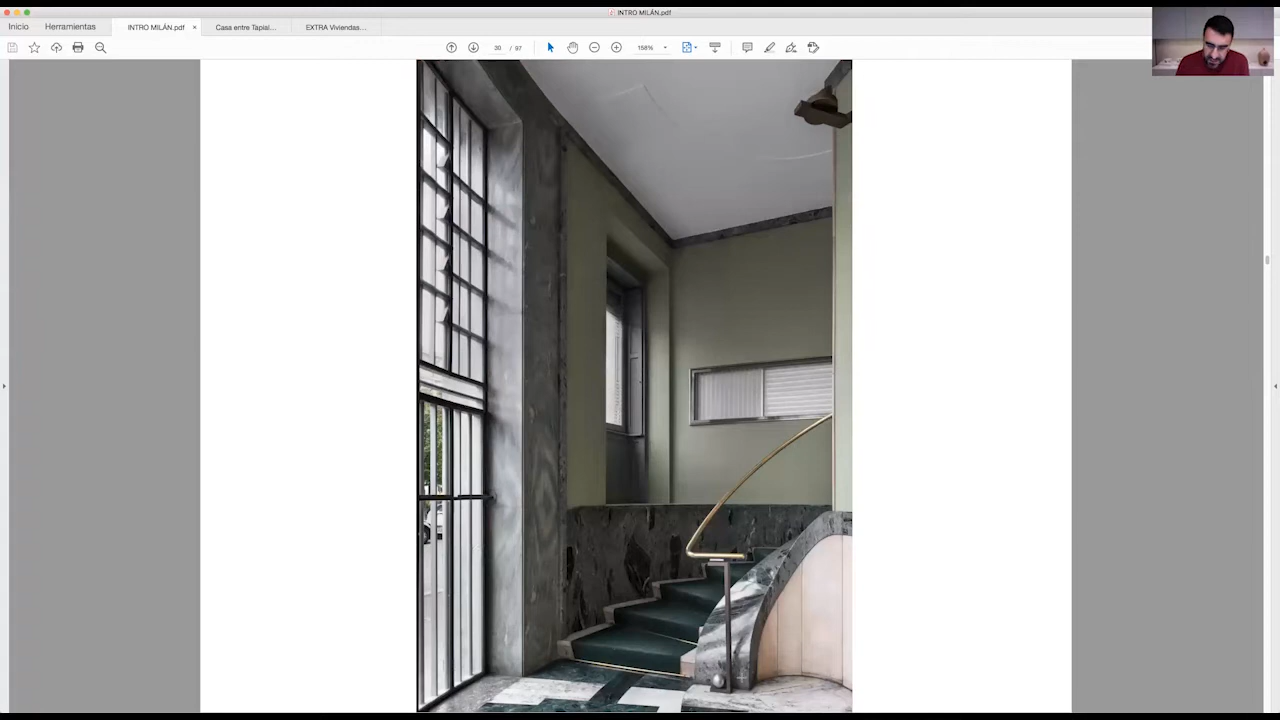 INTRO MILÁN.pdf
Inicio Herramientas INTRO MILÁN.pdf × Casa entre Tapial... EXTRA Viviendas...
30 / 97 158%